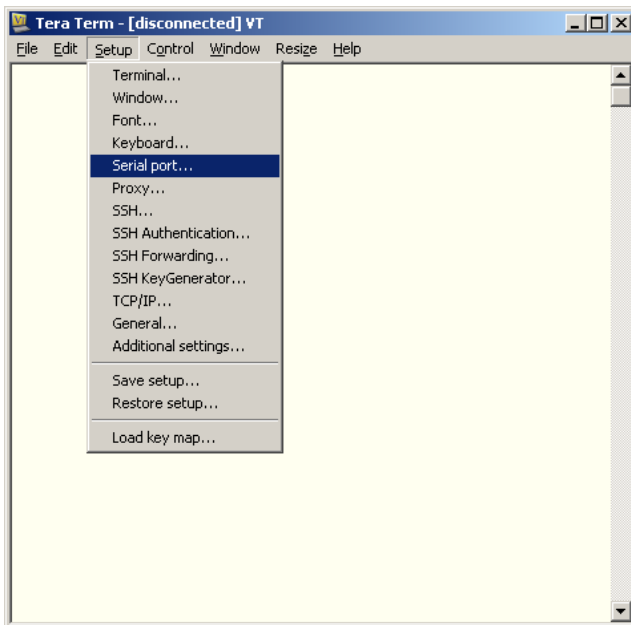 Tera Term - [disconnected] VT
File Edit Setup Control Window Resize Help
Terminal...
Window...
Font...
Keyboard...
Serial port...
Proxy...
SSH...
SSH Authentication...
SSH Forwarding...
SSH KeyGenerator...
TCP/IP...
General...
Additional settings...
Save setup...
Restore setup...
Load key map...